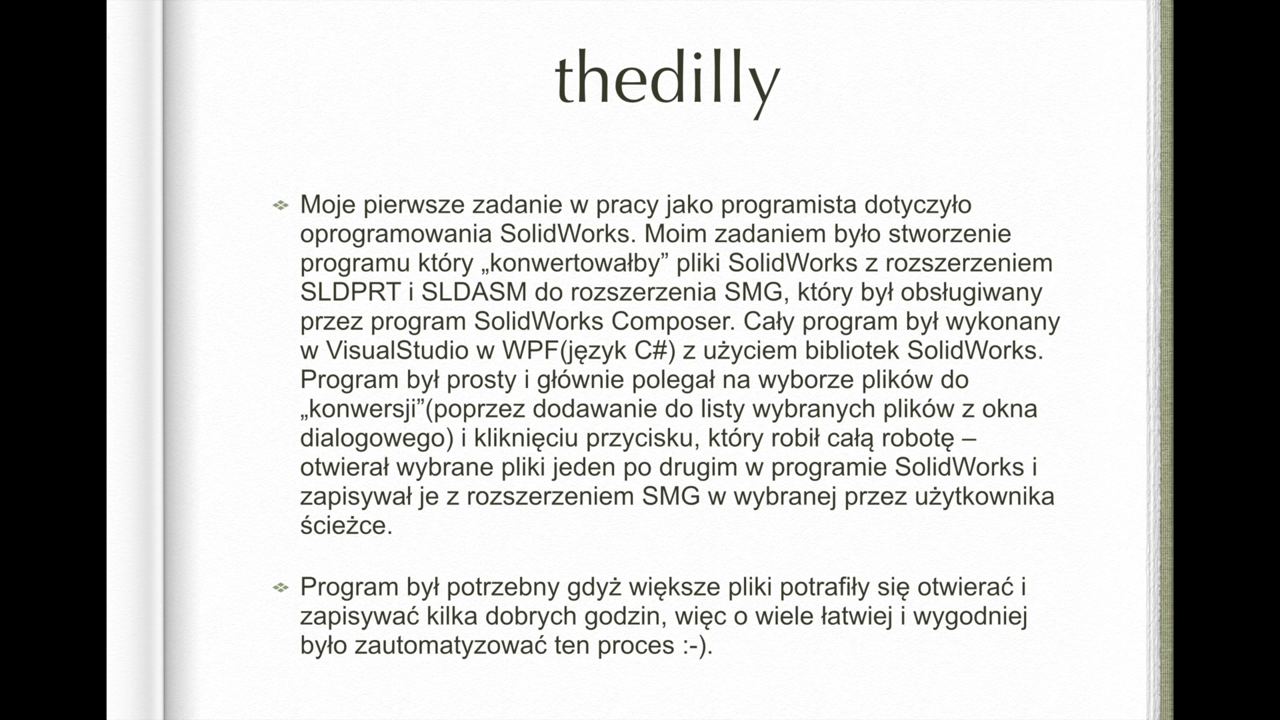 thedilly
Moje pierwsze zadanie w pracy jako programista dotyczyło
oprogramowania SolidWorks. Moim zadaniem było stworzenie
programu który „konwertowałby” pliki SolidWorks z rozszerzeniem
SLDPRT i SLDASM do rozszerzenia SMG, który był obsługiwany
przez program SolidWorks Composer. Cały program był wykonany
w VisualStudio w WPF(język C#) z użyciem bibliotek SolidWorks.
Program był prosty i głównie polegał na wyborze plików do
„konwersji”(poprzez dodawanie do listy wybranych plików z okna
dialogowego) i kliknięciu przycisku, który robił całą robotę –
otwierał wybrane pliki jeden po drugim w programie SolidWorks i
zapisywał je z rozszerzeniem SMG w wybranej przez użytkownika
ścieżce.
Program był potrzebny gdyż większe pliki potrafiły się otwierać i
zapisywać kilka dobrych godzin, więc o wiele łatwiej i wygodniej
było zautomatyzować ten proces :-).